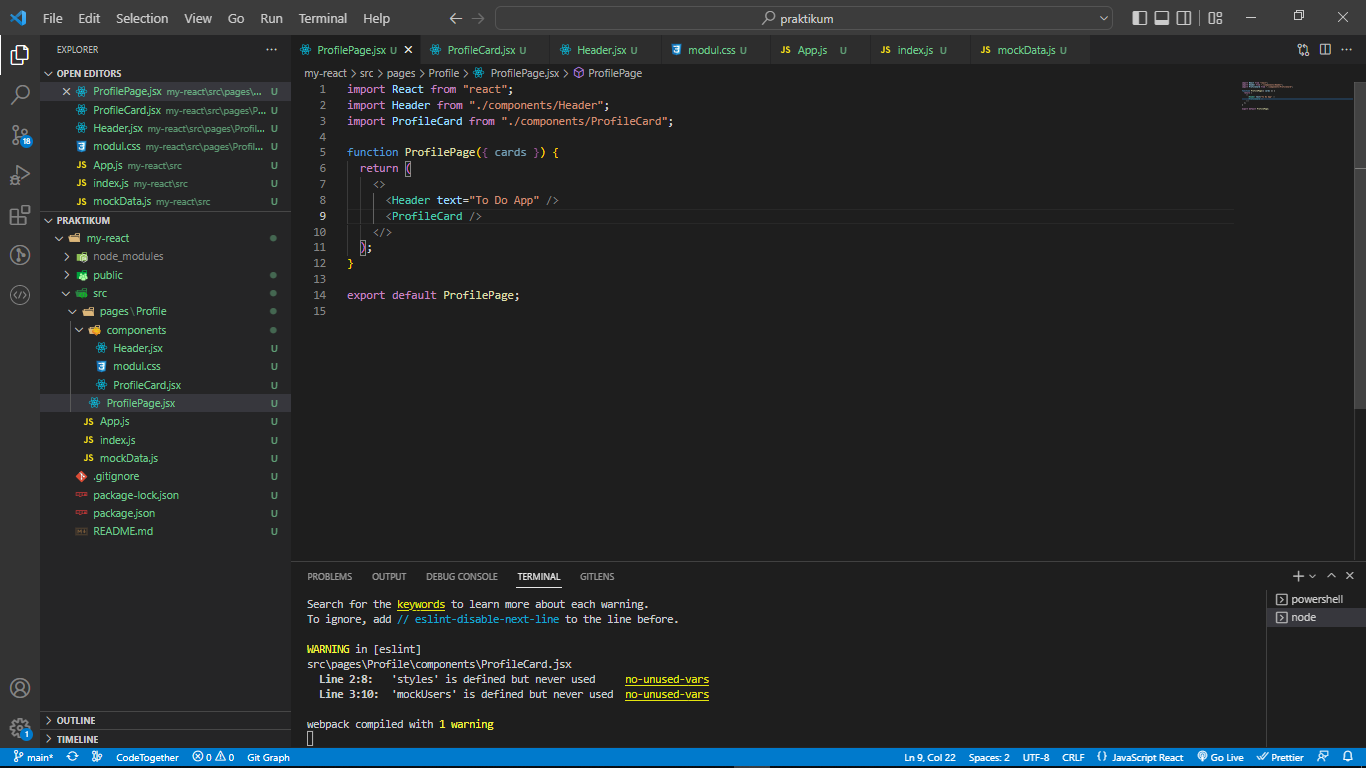 File Edit Selection View Go Run Terminal Help
praktikum
EXPLORER
OPEN EDITORS
ProfilePage.jsx my-react\src\pages\... U
ProfileCard.jsx my-react\src\pages\P... U
Header.jsx my-react\src\pages\Profil... U
modul.css my-react\src\pages\Profil... U
App.js my-react\src U
index.js my-react\src U
mockData.js my-react\src U
PRAKTIKUM
my-react
node_modules
public
src
pages\Profile
components
Header.jsx U
modul.css U
ProfileCard.jsx U
ProfilePage.jsx U
JS App.js U
JS index.js U
JS mockData.js U
.gitignore U
package-lock.json U
package.json U
README.md U
OUTLINE
TIMELINE
18
1
ProfilePage.jsx U ProfileCard.jsx U Header.jsx U modul.css U JS App.js U JS index.js U JS mockData.js U
my-react > src > pages > Profile > ProfilePage.jsx > ProfilePage
1 import React from "react";
2 import Header from "./components/Header";
3 import ProfileCard from "./components/ProfileCard";
4
5 function ProfilePage({ cards }) {
6 return (
7 <>
8 <Header text="To Do App" />
9 <ProfileCard />
10 </>
11 );
12 }
13
14 export default ProfilePage;
15
PROBLEMS OUTPUT DEBUG CONSOLE TERMINAL GITLENS
Search for the keywords to learn more about each warning.
To ignore, add // eslint-disable-next-line to the line before.
WARNING in [eslint]
src\pages\Profile\components\ProfileCard.jsx
Line 2:8: 'styles' is defined but never used no-unused-vars
Line 3:10: 'mockUsers' is defined but never used no-unused-vars
webpack compiled with 1 warning
powershell
node
main* CodeTogether 0 0 Git Graph Ln 9, Col 22 Spaces: 2 UTF-8 CRLF JavaScript React Go Live Prettier